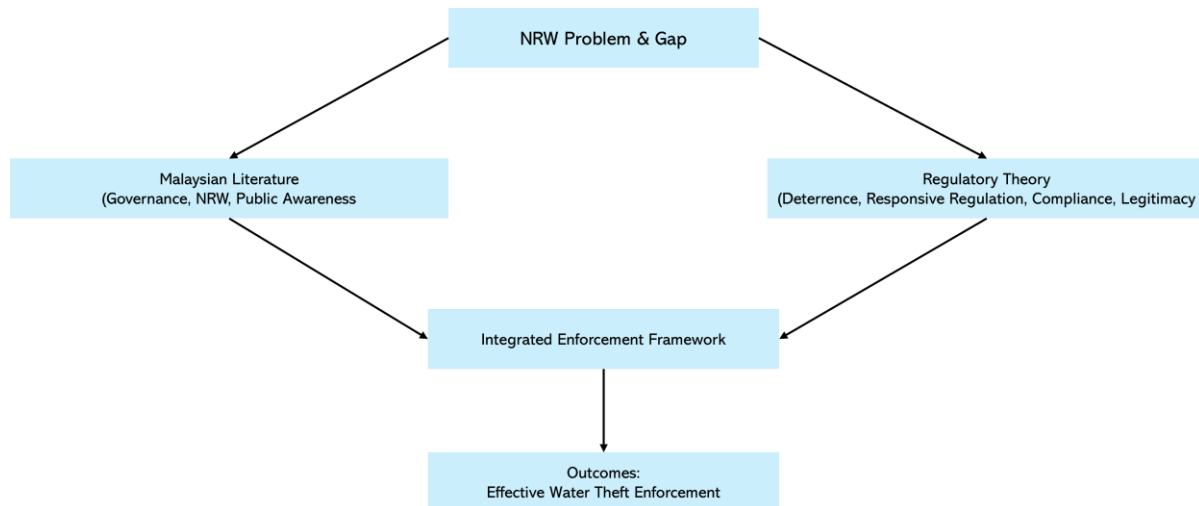 NRW Problem & Gap
Malaysian Literature
(Governance, NRW, Public Awareness
Regulatory Theory
(Deterrence, Responsive Regulation, Compliance, Legitimacy
Integrated Enforcement Framework
Outcomes:
Effective Water Theft Enforcement